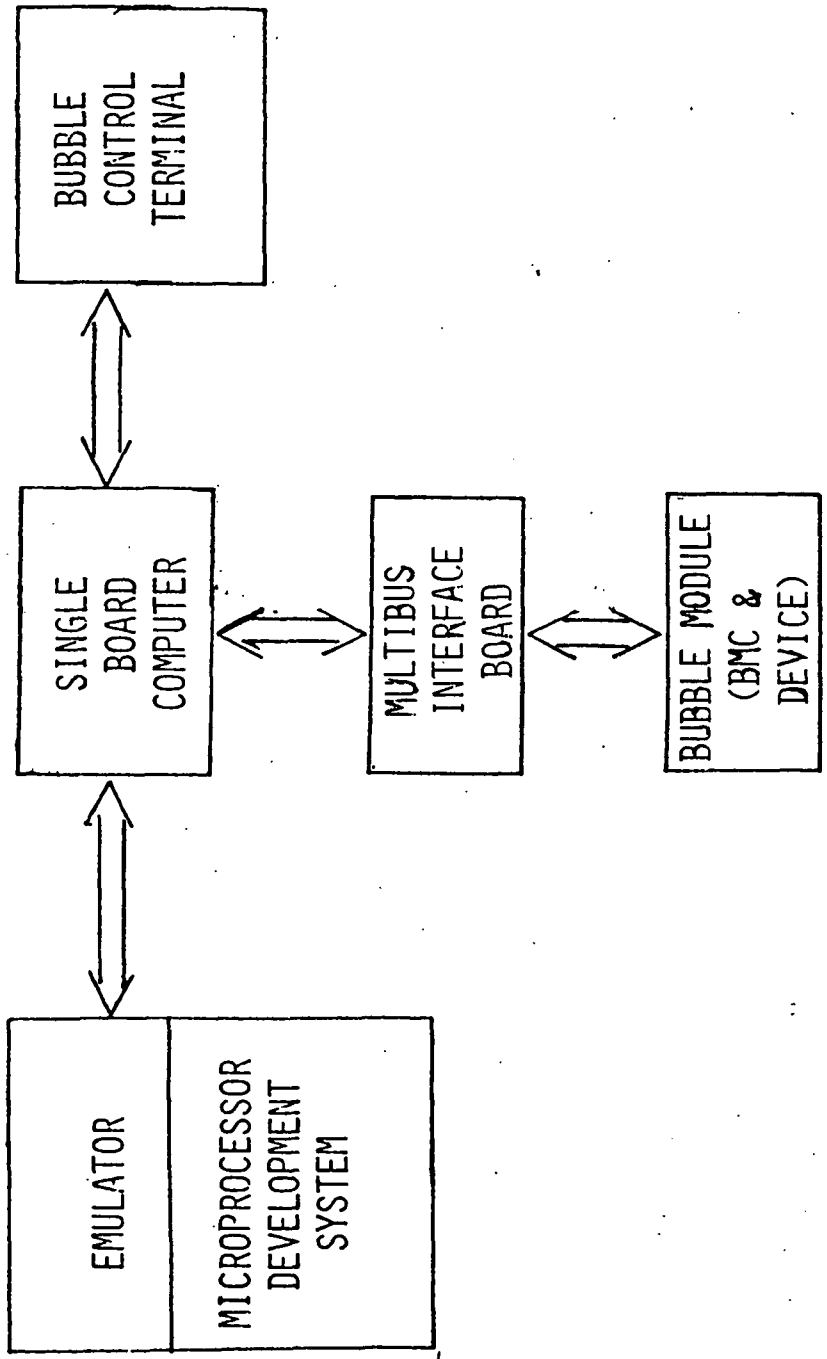 EMULATOR
MICROPROCESSOR
DEVELOPMENT
SYSTEM
SINGLE
BOARD
COMPUTER
BUBBLE
CONTROL
TERMINAL
MULTIBUS
INTERFACE
BOARD
BUBBLE MODULE
(BMC &
DEVICE)